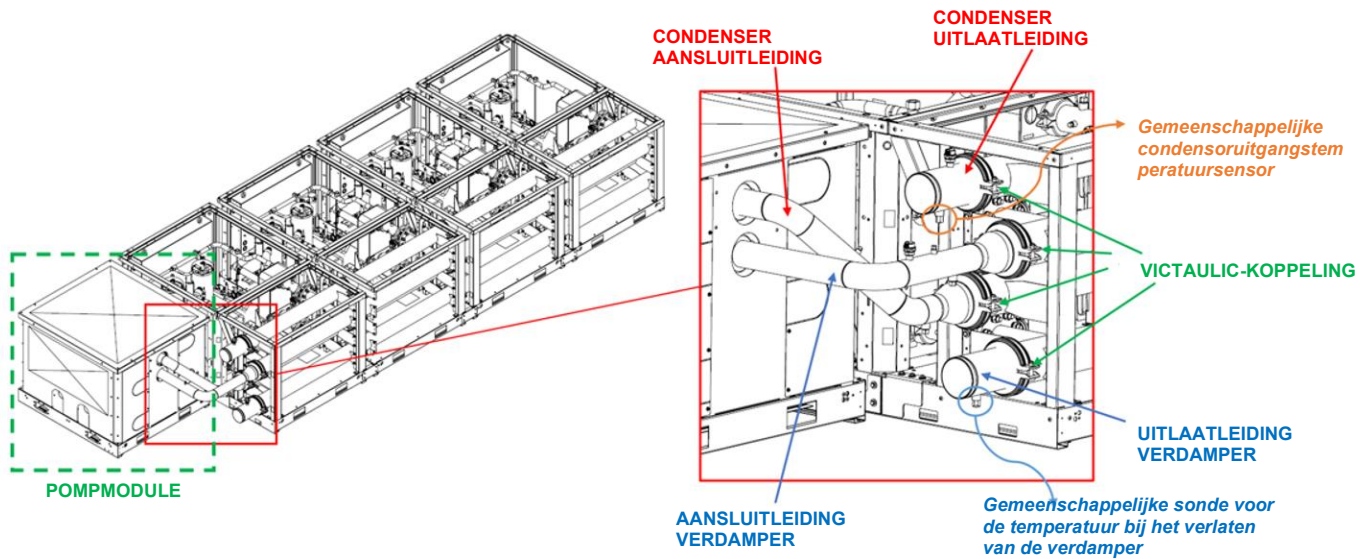 CONDENSER
AANSLUITLEIDING
CONDENSER
UITLAATLEIDING
Gemeenschappelijke
condensoruitgangstem
peratuursensor
VICTAULIC-KOPPELING
UITLAATLEIDING
VERDAMPER
POMPMODULE
AANSLUITLEIDING
VERDAMPER
Gemeenschappelijke sonde voor
de temperatuur bij het verlaten
van de verdamper